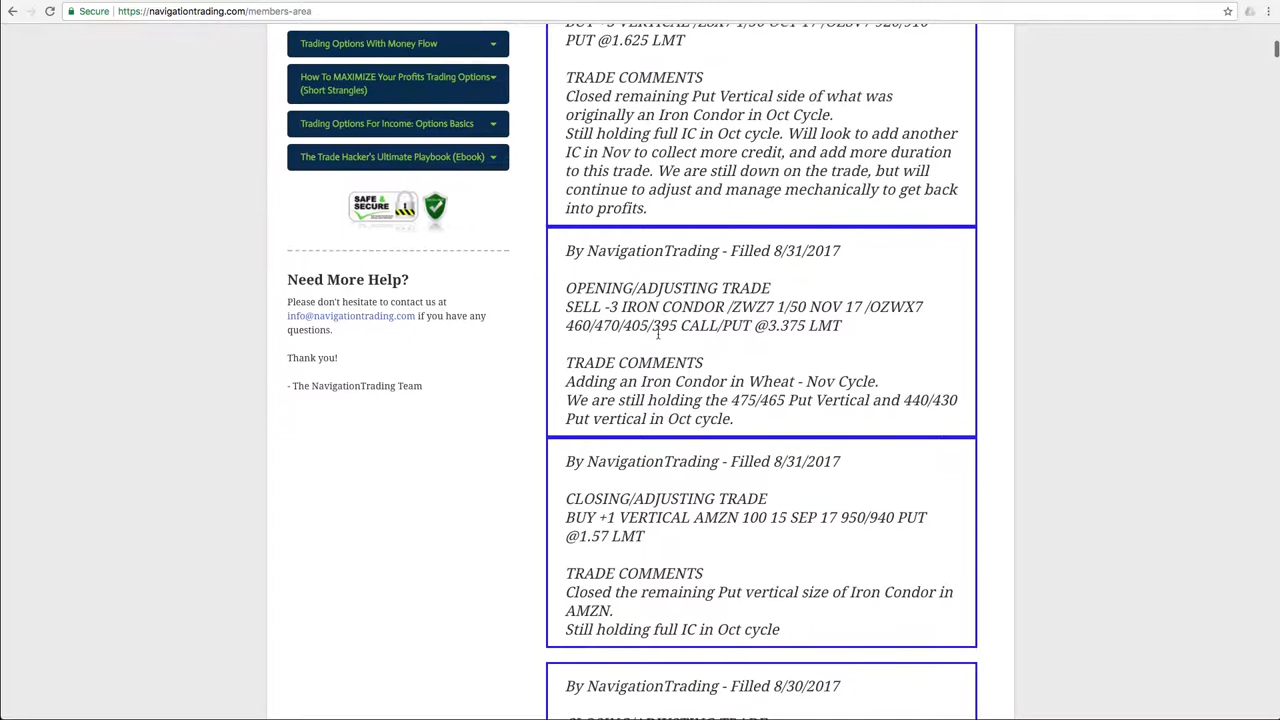 Secure
https://navigationtrading.com/members-area
Trading Options With Money Flow
How To MAXIMIZE Your Profits Trading Options
(Short Strangles)
Trading Options For Income: Options Basics
The Trade Hacker's Ultimate Playbook (Ebook)
SAFE &
SECURE
Need More Help?
Please don't hesitate to contact us at
info@navigationtrading.com if you have any
questions.
Thank you!
- The NavigationTrading Team
PUT @1.625 LMT
TRADE COMMENTS
Closed remaining Put Vertical side of what was
originally an Iron Condor in Oct Cycle.
Still holding full IC in Oct cycle. Will look to add another
IC in Nov to collect more credit, and add more duration
to this trade. We are still down on the trade, but will
continue to adjust and manage mechanically to get back
into profits.
By NavigationTrading - Filled 8/31/2017
OPENING/ADJUSTING TRADE
SELL -3 IRON CONDOR /ZWZ7 1/50 NOV 17 /OZWX7
460/470/405/395 CALL/PUT @3.375 LMT
TRADE COMMENTS
Adding an Iron Condor in Wheat - Nov Cycle.
We are still holding the 475/465 Put Vertical and 440/430
Put vertical in Oct cycle.
By NavigationTrading - Filled 8/31/2017
CLOSING/ADJUSTING TRADE
BUY +1 VERTICAL AMZN 100 15 SEP 17 950/940 PUT
@1.57 LMT
TRADE COMMENTS
Closed the remaining Put vertical size of Iron Condor in
AMZN.
Still holding full IC in Oct cycle
By NavigationTrading - Filled 8/30/2017